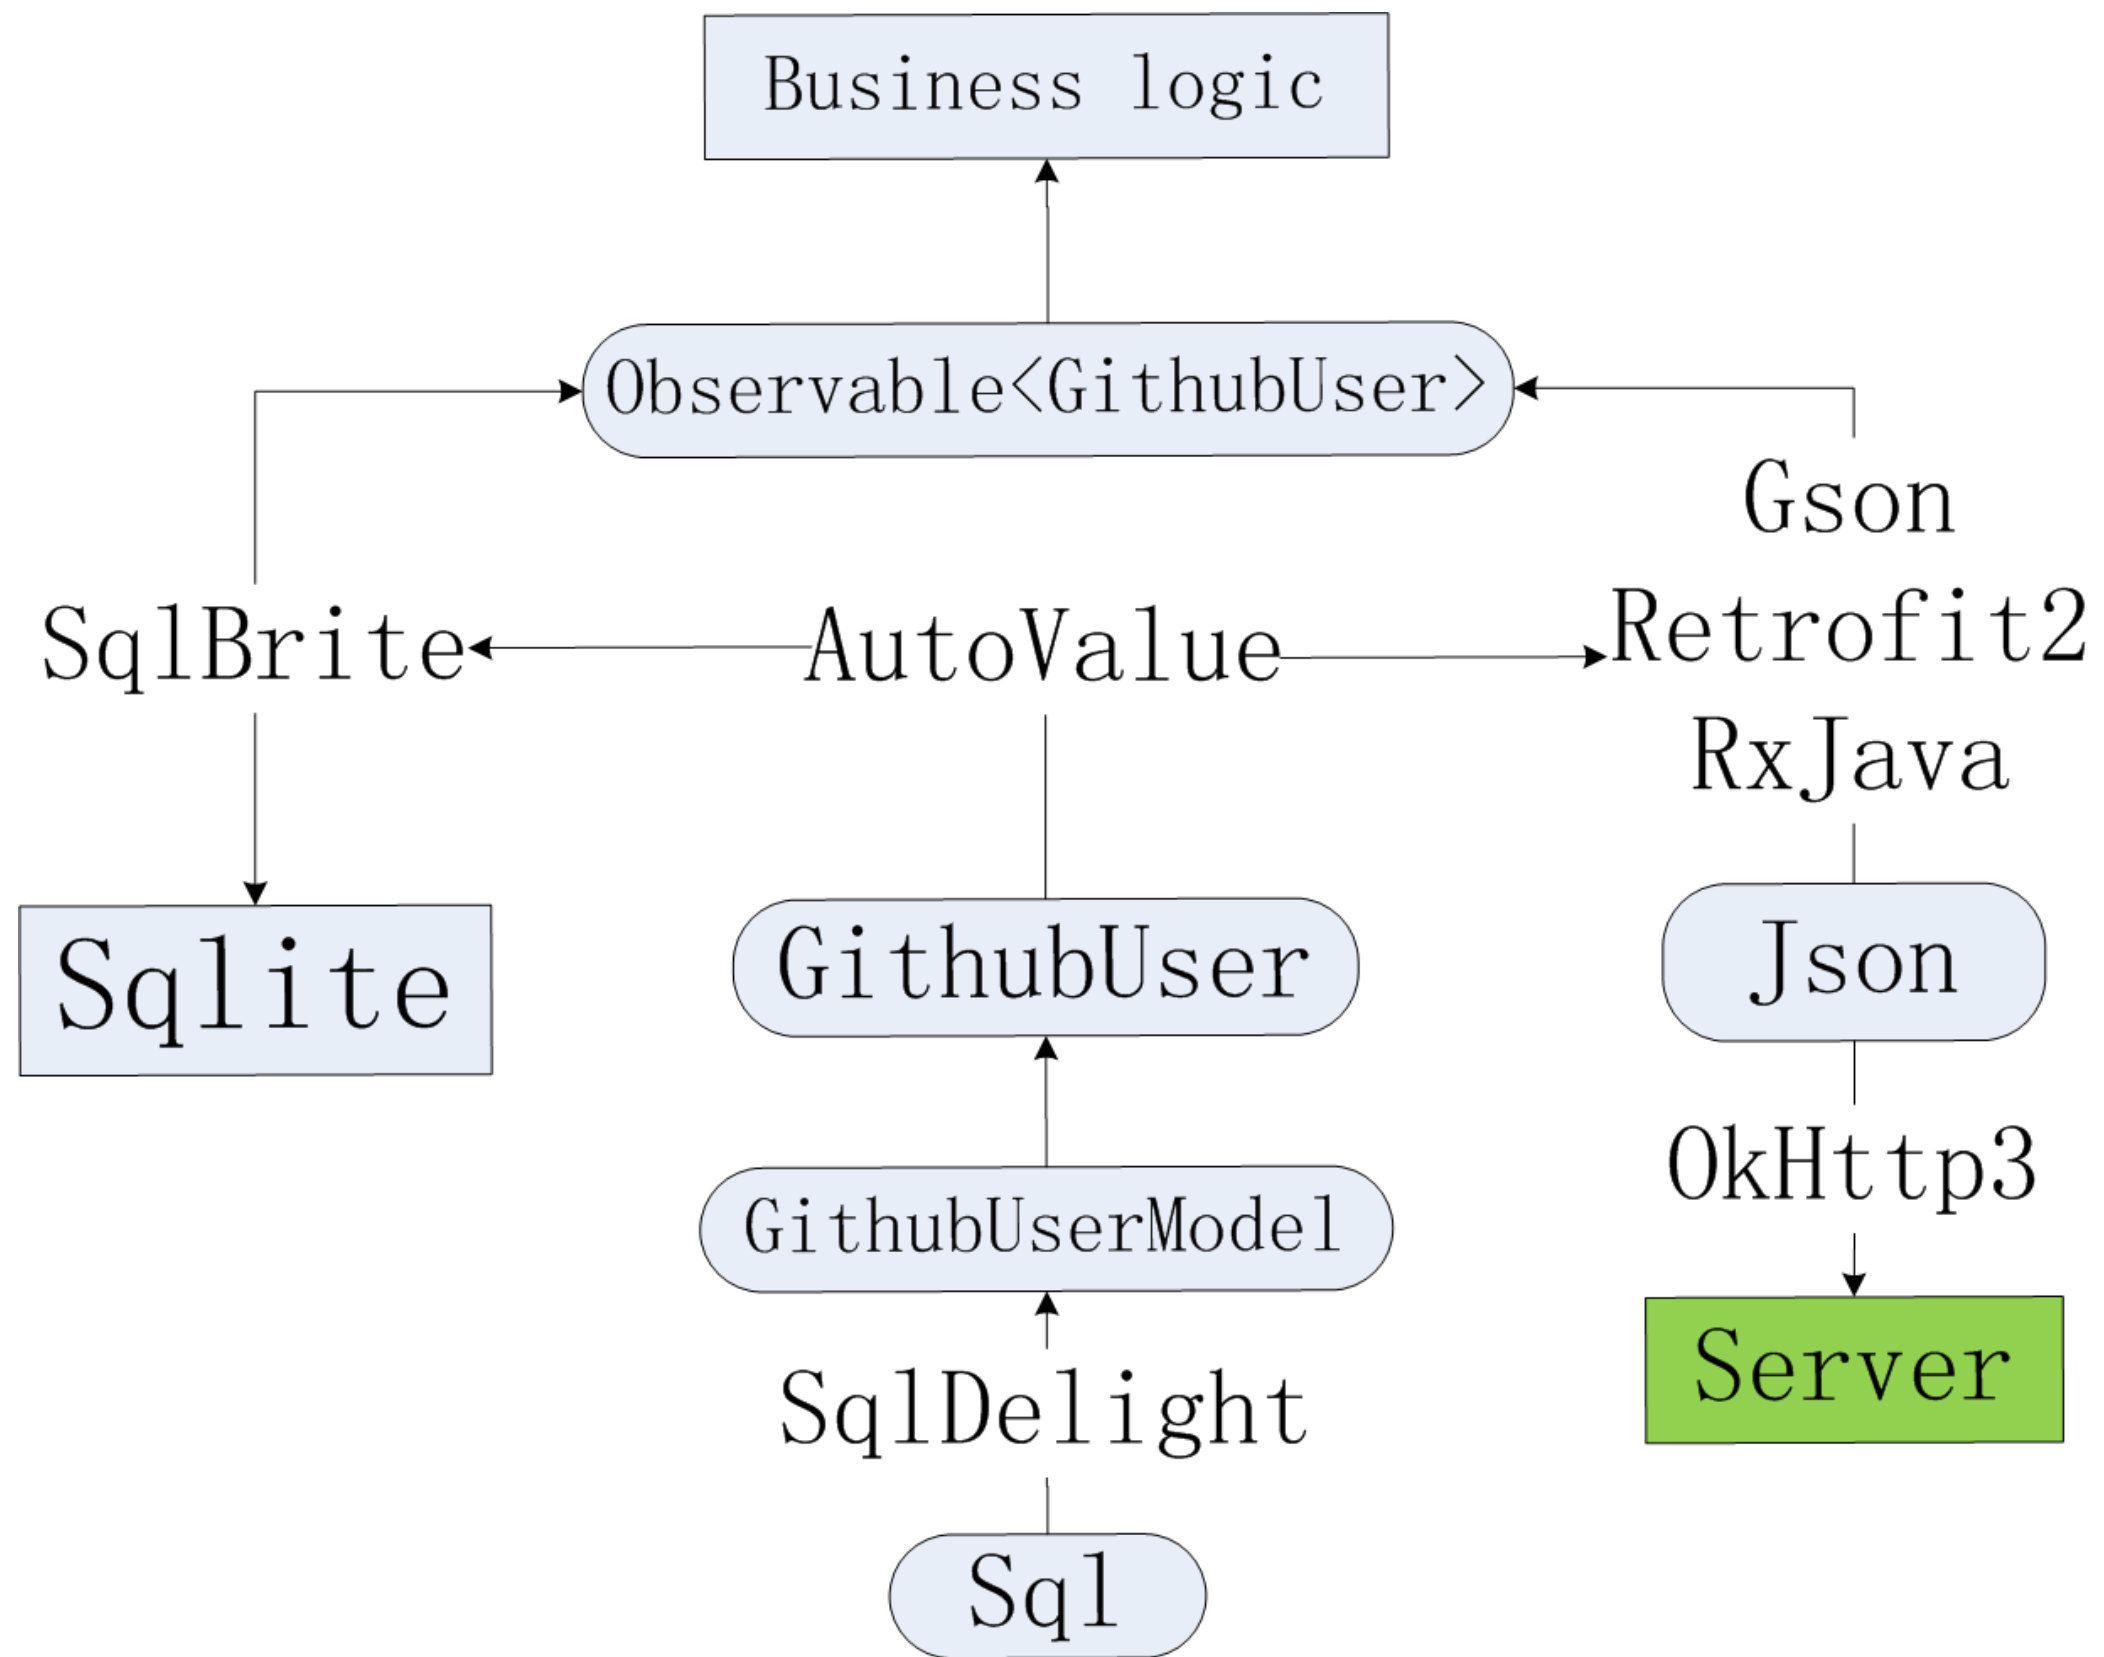 Business logic
Observable<GithubUser>
Gson
SqlBrite
AutoValue
Retrofit2
RxJava
Sqlite
GithubUser
Json
OkHttp3
GithubUserModel
Server
SqlDelight
Sql